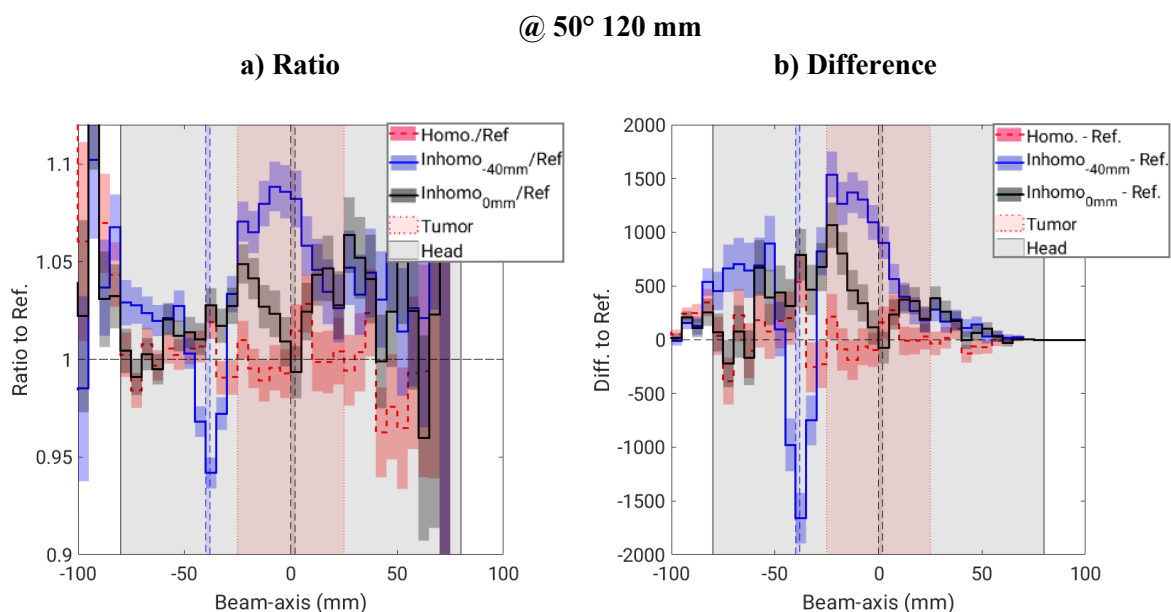 @ 50° 120 mm
a) Ratio
b) Difference
Homo./Ref
Inhomo-40mm/Ref
Inhomo0mm/Ref
Tumor
Head
1.1
1.05
1
0.95
0.9
Ratio to Ref.
-100
-50
0
50
100
Beam-axis (mm)
Homo. - Ref.
Inhomo-40mm - Ref.
Inhomo0mm - Ref.
Tumor
Head
2000
1500
1000
500
0
-500
-1000
-1500
-2000
Diff. to Ref.
-100
-50
0
50
100
Beam-axis (mm)